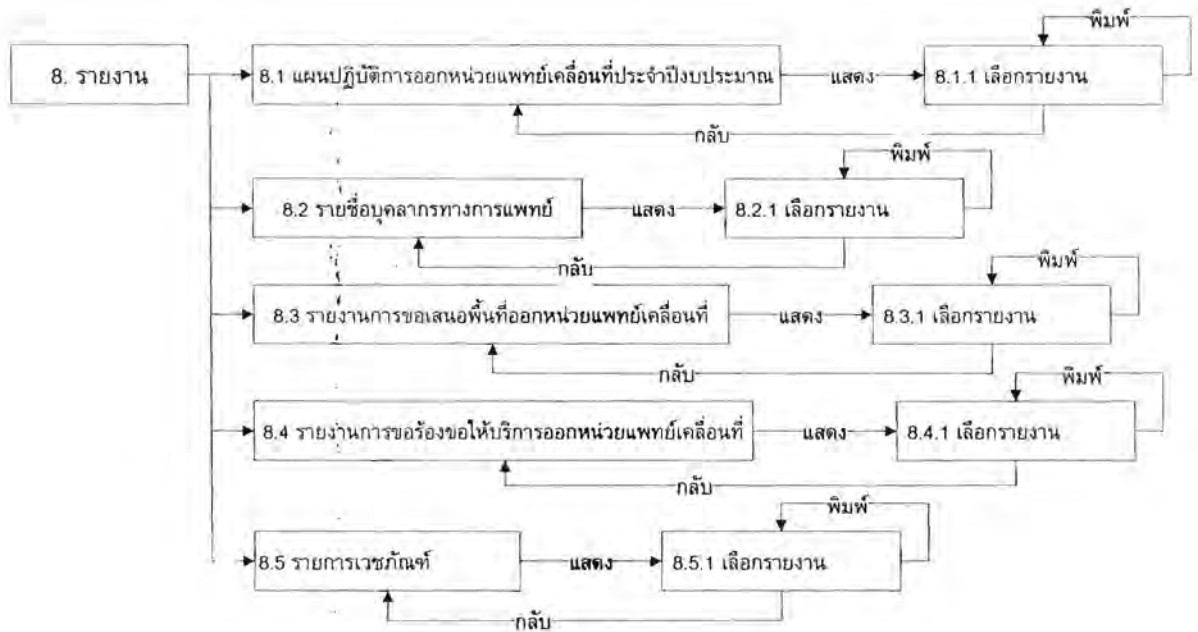 พิมพ์
8. รายงาน
8.1 แผนปฏิบัติการออกหน่วยแพทย์เคลื่อนที่ประจำปีงบประมาณ
แสดง
8.1.1 เลือกรายงาน
กลับ
พิมพ์
8.2 รายชื่อบุคลากรทางการแพทย์
แสดง
8.2.1 เลือกรายงาน
กลับ
พิมพ์
8.3 รายงานการขอเสนอพื้นที่ออกหน่วยแพทย์เคลื่อนที่
แสดง
8.3.1 เลือกรายงาน
กลับ
พิมพ์
8.4 รายงานการขอร้องขอให้บริการออกหน่วยแพทย์เคลื่อนที่
แสดง
8.4.1 เลือกรายงาน
กลับ
พิมพ์
8.5 รายการเวชภัณฑ์
แสดง
8.5.1 เลือกรายงาน
กลับ